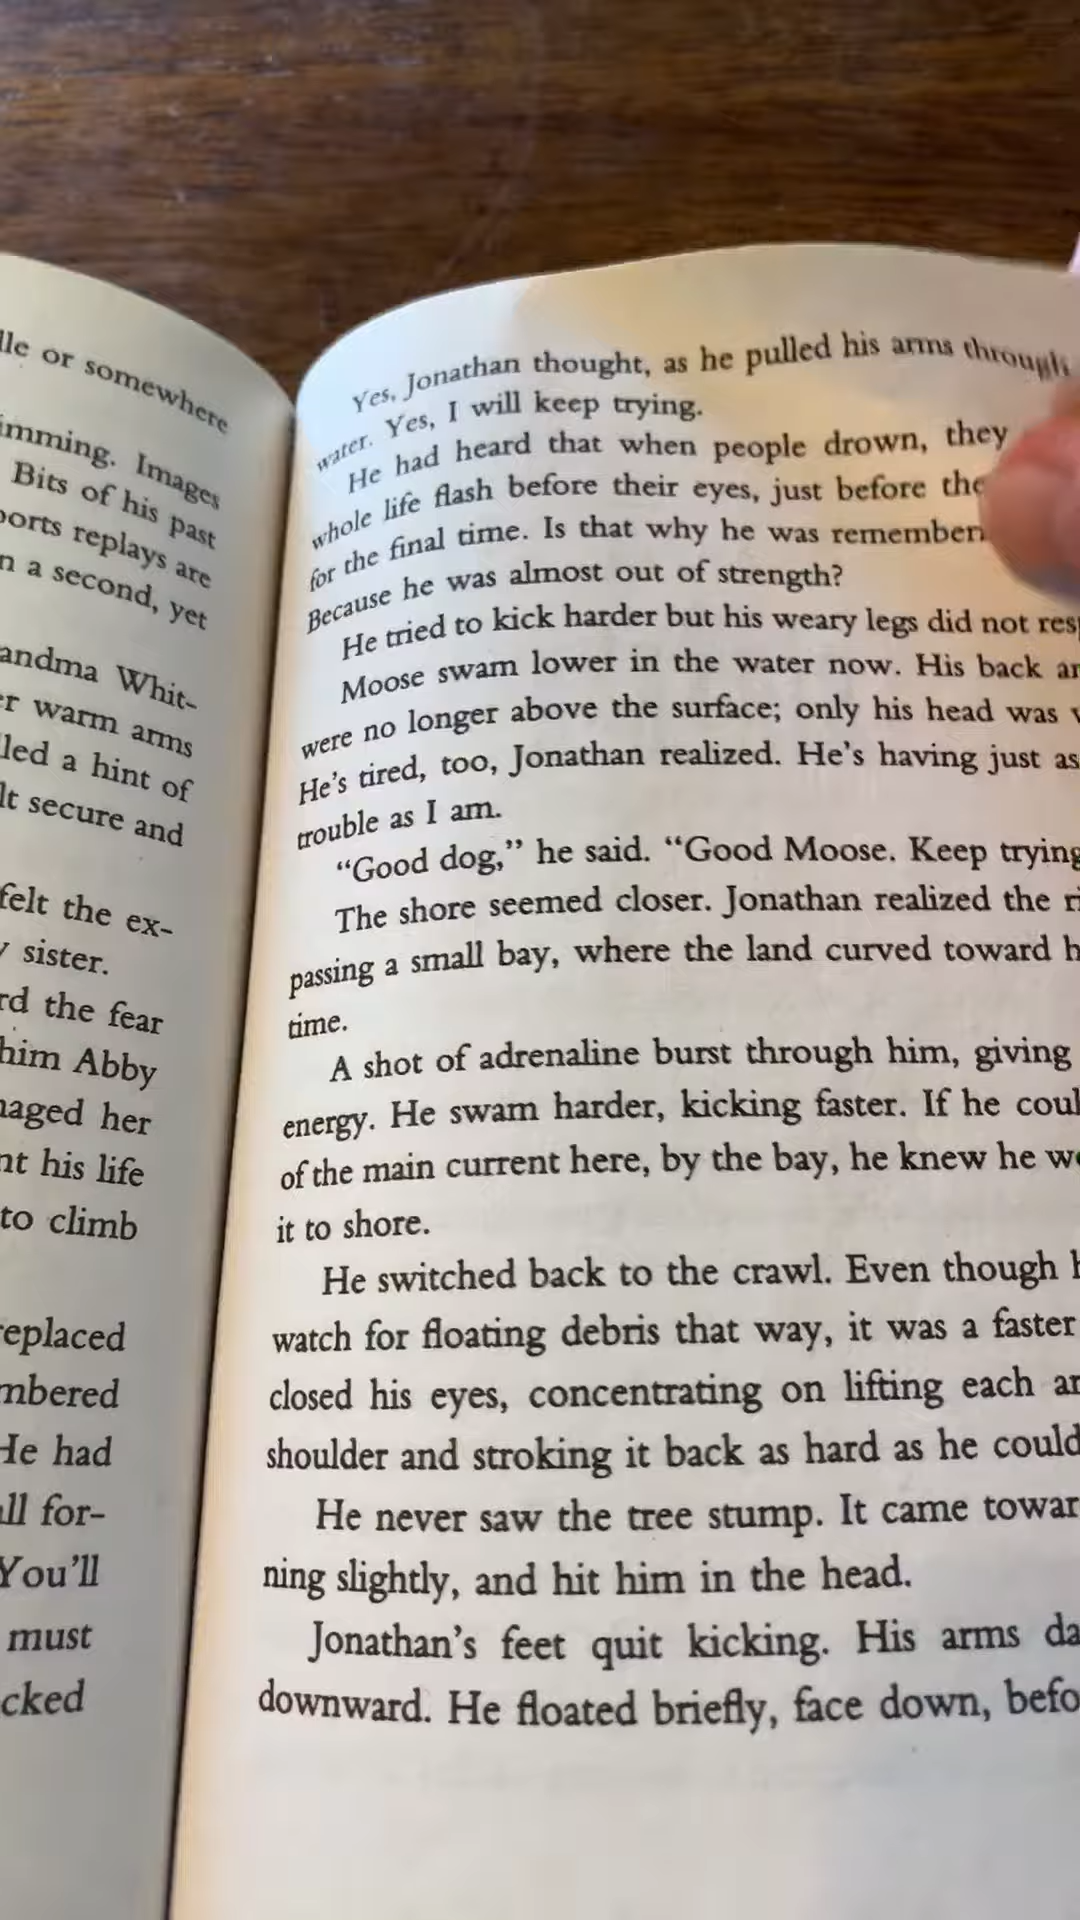 lle or somewhere
imming. Images
Bits of his past
ports replays are
n a second, yet
andma Whit-
er warm arms
lled a hint of
lt secure and
felt the ex-
y sister.
rd the fear
him Abby
naged her
nt his life
to climb
replaced
mbered
He had
all for-
You'll
must
cked
Yes, Jonathan thought, as he pulled his arms through
water. Yes, I will keep trying.
He had heard that when people drown, they
whole life flash before their eyes, just before the
for the final time. Is that why he was remember
Because he was almost out of strength?
He tried to kick harder but his weary legs did not res
Moose swam lower in the water now. His back an
were no longer above the surface; only his head was v
He's tired, too, Jonathan realized. He's having just as
trouble as I am.
“Good dog,” he said. “Good Moose. Keep trying
The shore seemed closer. Jonathan realized the ri
passing a small bay, where the land curved toward h
time.
A shot of adrenaline burst through him, giving
energy. He swam harder, kicking faster. If he coul
of the main current here, by the bay, he knew he wo
it to shore.
He switched back to the crawl. Even though h
watch for floating debris that way, it was a faster
closed his eyes, concentrating on lifting each ar
shoulder and stroking it back as hard as he could
He never saw the tree stump. It came towar
ning slightly, and hit him in the head.
Jonathan's feet quit kicking. His arms da
downward. He floated briefly, face down, befo